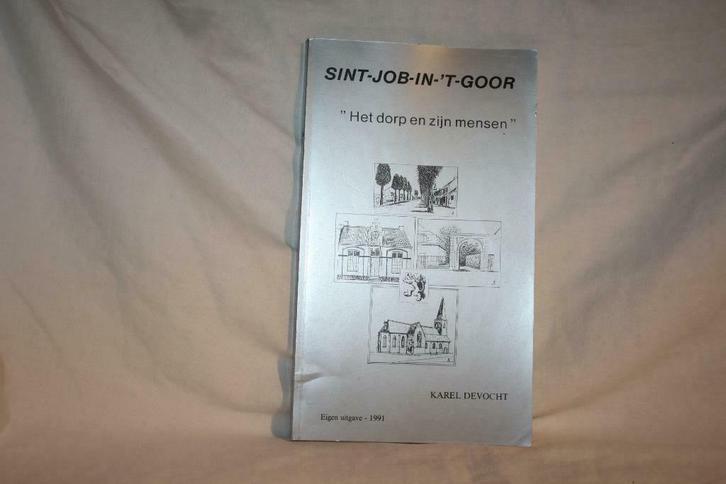 SINT-JOB-IN-'T-GOOR
" Het dorp en zijn mensen "
KAREL DEVOCHT
Eigen uitgave - 1991